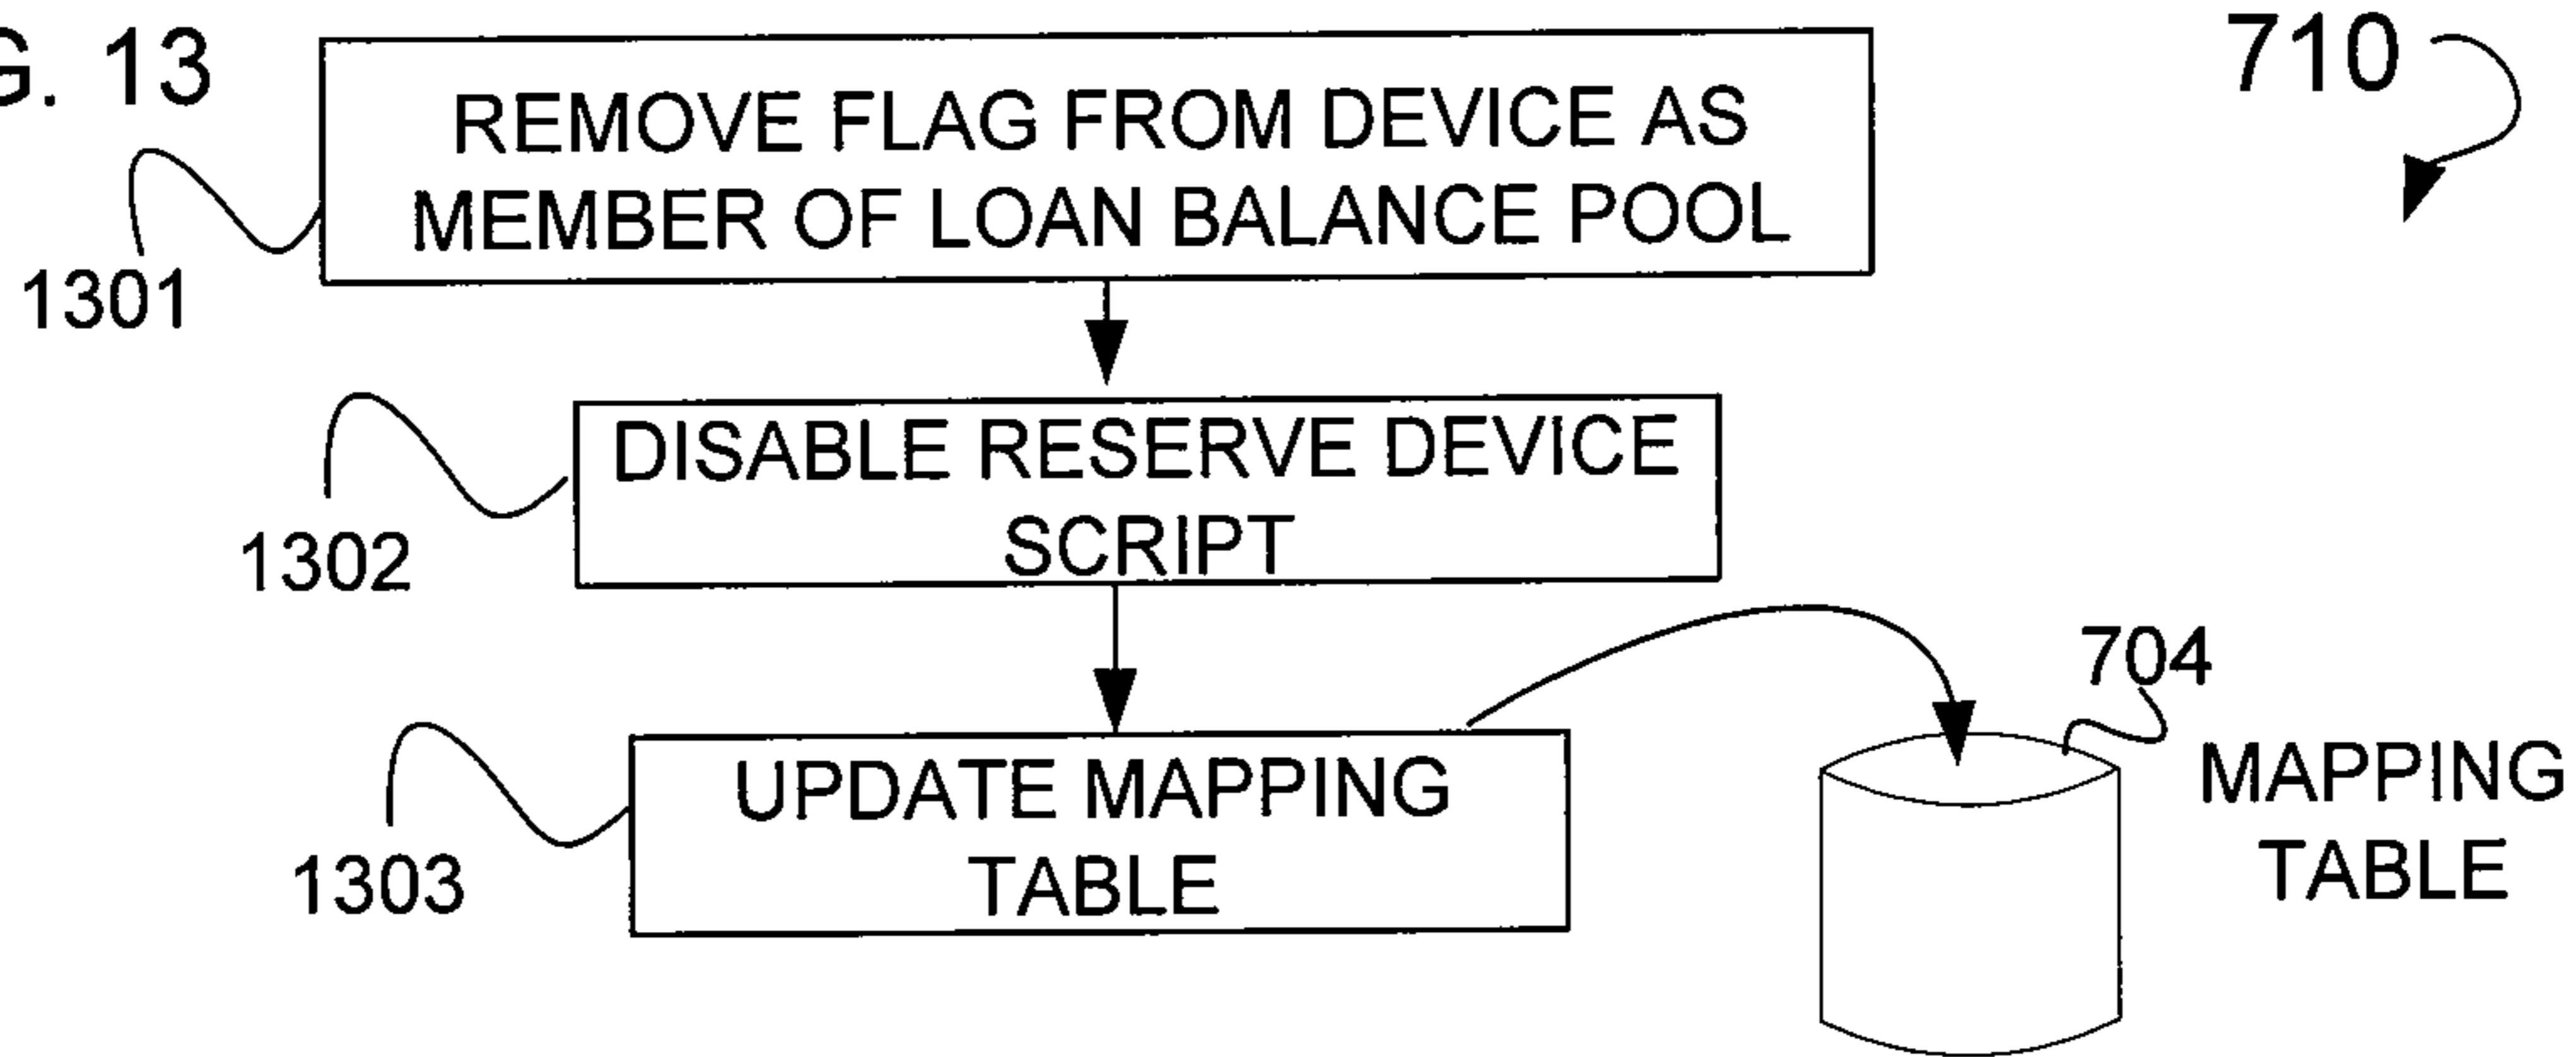 G. 13
710
REMOVE FLAG FROM DEVICE AS
MEMBER OF LOAN BALANCE POOL
1301
DISABLE RESERVE DEVICE
SCRIPT
1302
704
UPDATE MAPPING
TABLE
1303
MAPPING
TABLE